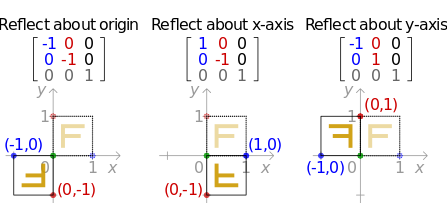 Reflect about origin
-1 0 0
0 -1 0
0 0 1
y
1
(-1,0)
0 1 x
(0,-1)
Reflect about x-axis
1 0 0
0 -1 0
0 0 1
y
1
(1,0)
0 1 x
(0,-1)
Reflect about y-axis
-1 0 0
0 1 0
0 0 1
y
(0,1)
1
(-1,0)
0 1 x